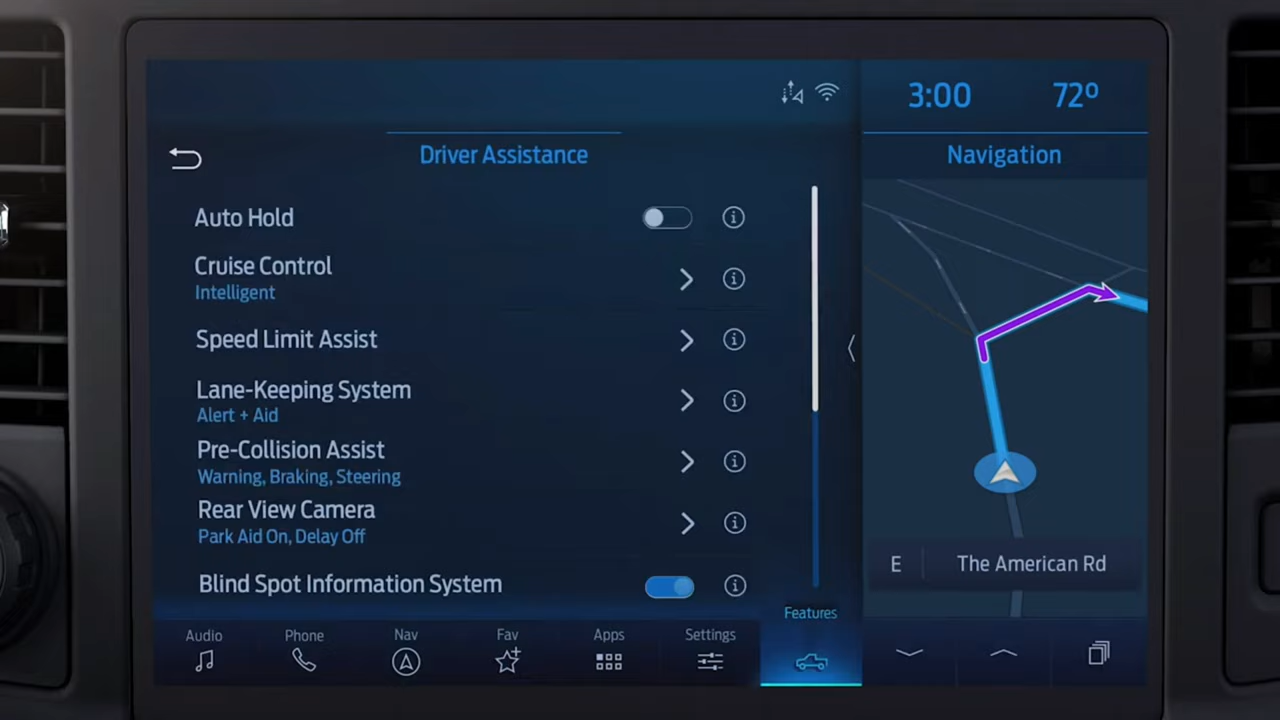 3:00
72º
Driver Assistance
Navigation
Auto Hold
Cruise Control
Intelligent
Speed Limit Assist
Lane-Keeping System
Alert + Aid
Pre-Collision Assist
Warning, Braking, Steering
Rear View Camera
Park Aid On, Delay Off
Blind Spot Information System
E
The American Rd
Audio
Phone
Nav
Fav
Apps
Settings
Features